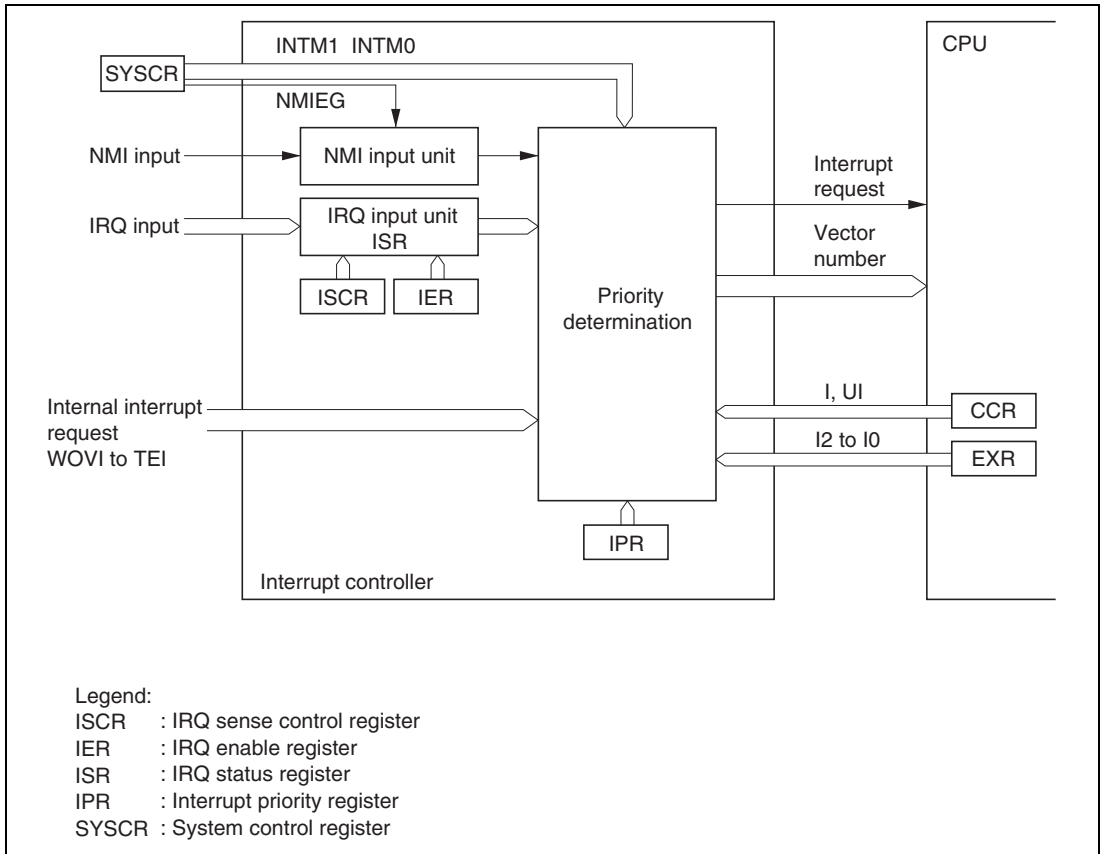 INTM1 INTM0
CPU
SYSCR
NMIEG
NMI input
NMI input unit
Interrupt
request
IRQ input
IRQ input unit
ISR
Vector
number
ISCR
IER
Priority
determination
I, UI
CCR
Internal interrupt
request
WOVI to TEI
I2 to I0
EXR
IPR
Interrupt controller
Legend:
ISCR : IRQ sense control register
IER : IRQ enable register
ISR : IRQ status register
IPR : Interrupt priority register
SYSCR : System control register